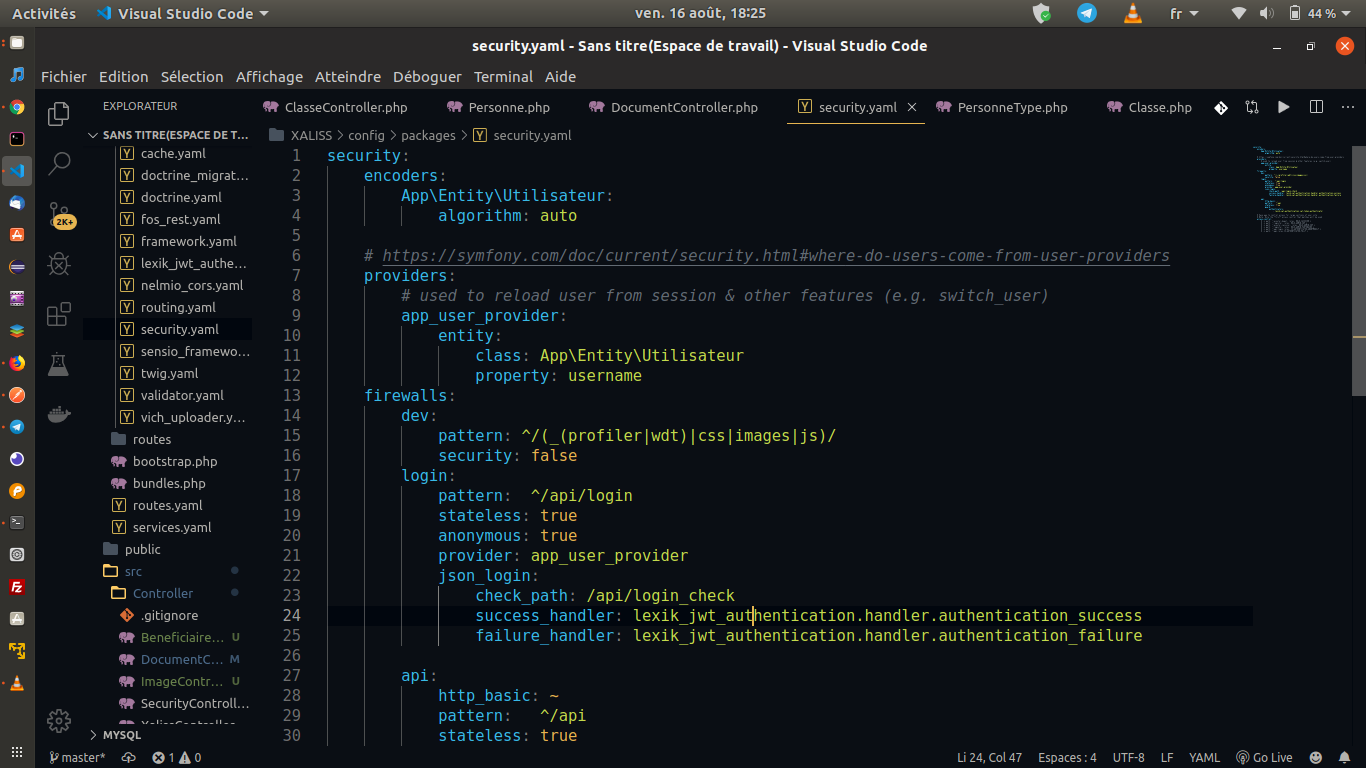 Activités
Visual Studio Code
ven. 16 août, 18:25
fr
44 %
security.yaml - Sans titre(Espace de travail) - Visual Studio Code
Fichier Edition Sélection Affichage Atteindre Déboguer Terminal Aide
EXPLORATEUR
ClasseController.php
Personne.php
DocumentController.php
security.yaml
PersonneType.php
Classe.php
SANS TITRE(ESPACE DE T...
XALISS > config > packages > security.yaml
cache.yaml
doctrine_migrat...
doctrine.yaml
fos_rest.yaml
framework.yaml
lexik_jwt_authe...
nelmio_cors.yaml
routing.yaml
security.yaml
sensio_framewo...
twig.yaml
validator.yaml
vich_uploader.y...
routes
bootstrap.php
bundles.php
routes.yaml
services.yaml
public
src
Controller
.gitignore
Beneficiaire... U
DocumentC... M
ImageContr... U
SecurityControll...
MYSQL
2K+
1 security:
2 encoders:
3 App\Entity\Utilisateur:
4 algorithm: auto
5
6 # https://symfony.com/doc/current/security.html#where-do-users-come-from-user-providers
7 providers:
8 # used to reload user from session & other features (e.g. switch_user)
9 app_user_provider:
10 entity:
11 class: App\Entity\Utilisateur
12 property: username
13 firewalls:
14 dev:
15 pattern: ^/(_(profiler|wdt)|css|images|js)/
16 security: false
17 login:
18 pattern:  ^/api/login
19 stateless: true
20 anonymous: true
21 provider: app_user_provider
22 json_login:
23 check_path: /api/login_check
24 success_handler: lexik_jwt_authentication.handler.authentication_success
25 failure_handler: lexik_jwt_authentication.handler.authentication_failure
26
27 api:
28 http_basic: ~
29 pattern:   ^/api
30 stateless: true
master*
1
0
Li 24, Col 47
Espaces : 4
UTF-8
LF
YAML
Go Live